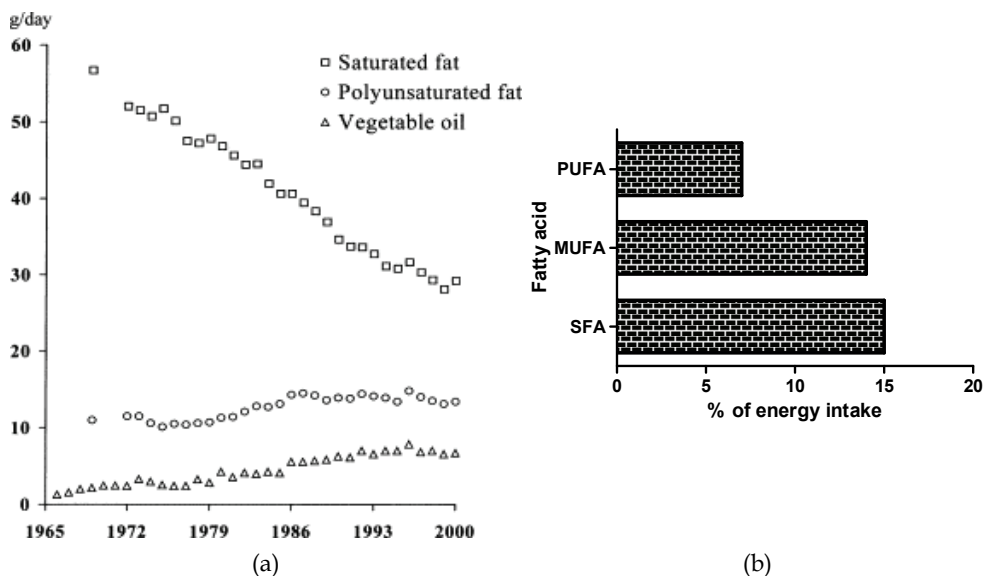 g/day
60
50
40
30
20
10
0
1965
1972
1979
1986
1993
2000
Saturated fat
Polyunsaturated fat
Vegetable oil
(a)
Fatty acid
PUFA
MUFA
SFA
0
5
10
15
20
% of energy intake
(b)